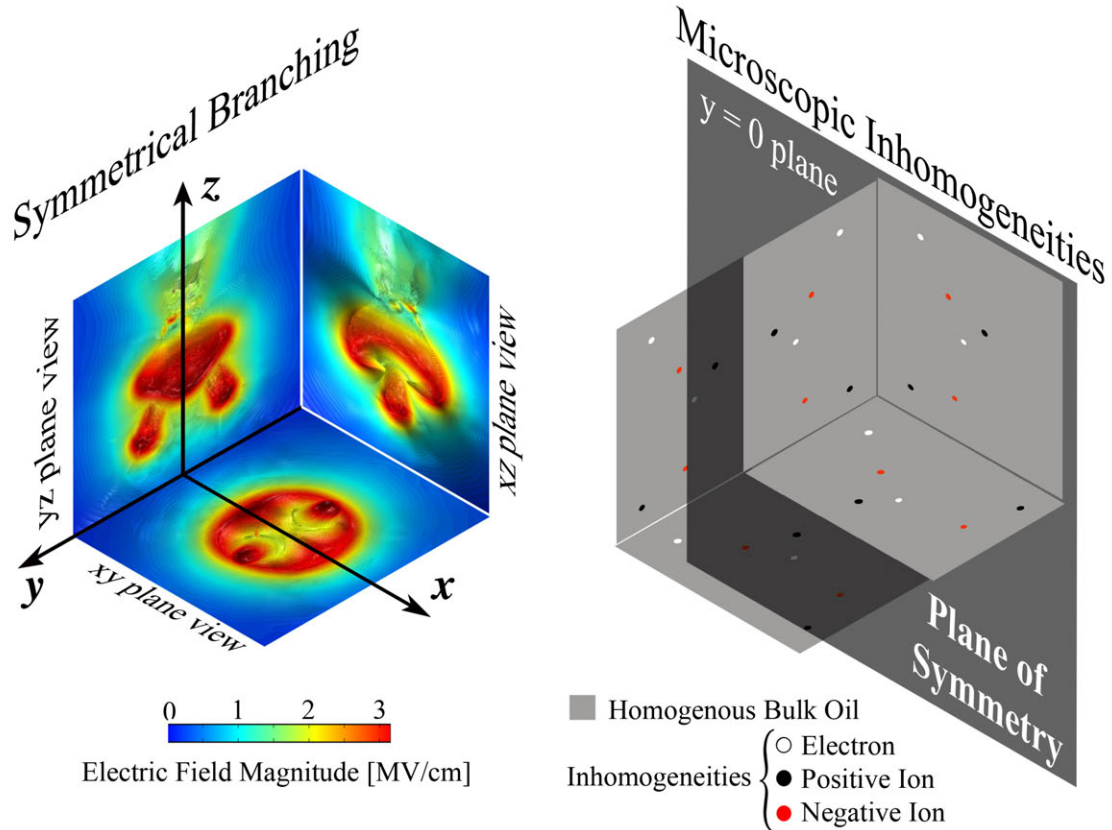 Symmetrical Branching
z
yz plane view
xz plane view
y
xy plane view
x
0 1 2 3
Electric Field Magnitude [MV/cm]
Microscopic Inhomogeneities
y = 0 plane
Plane of
Symmetry
Homogenous Bulk Oil
Inhomogeneities
Electron
Positive Ion
Negative Ion